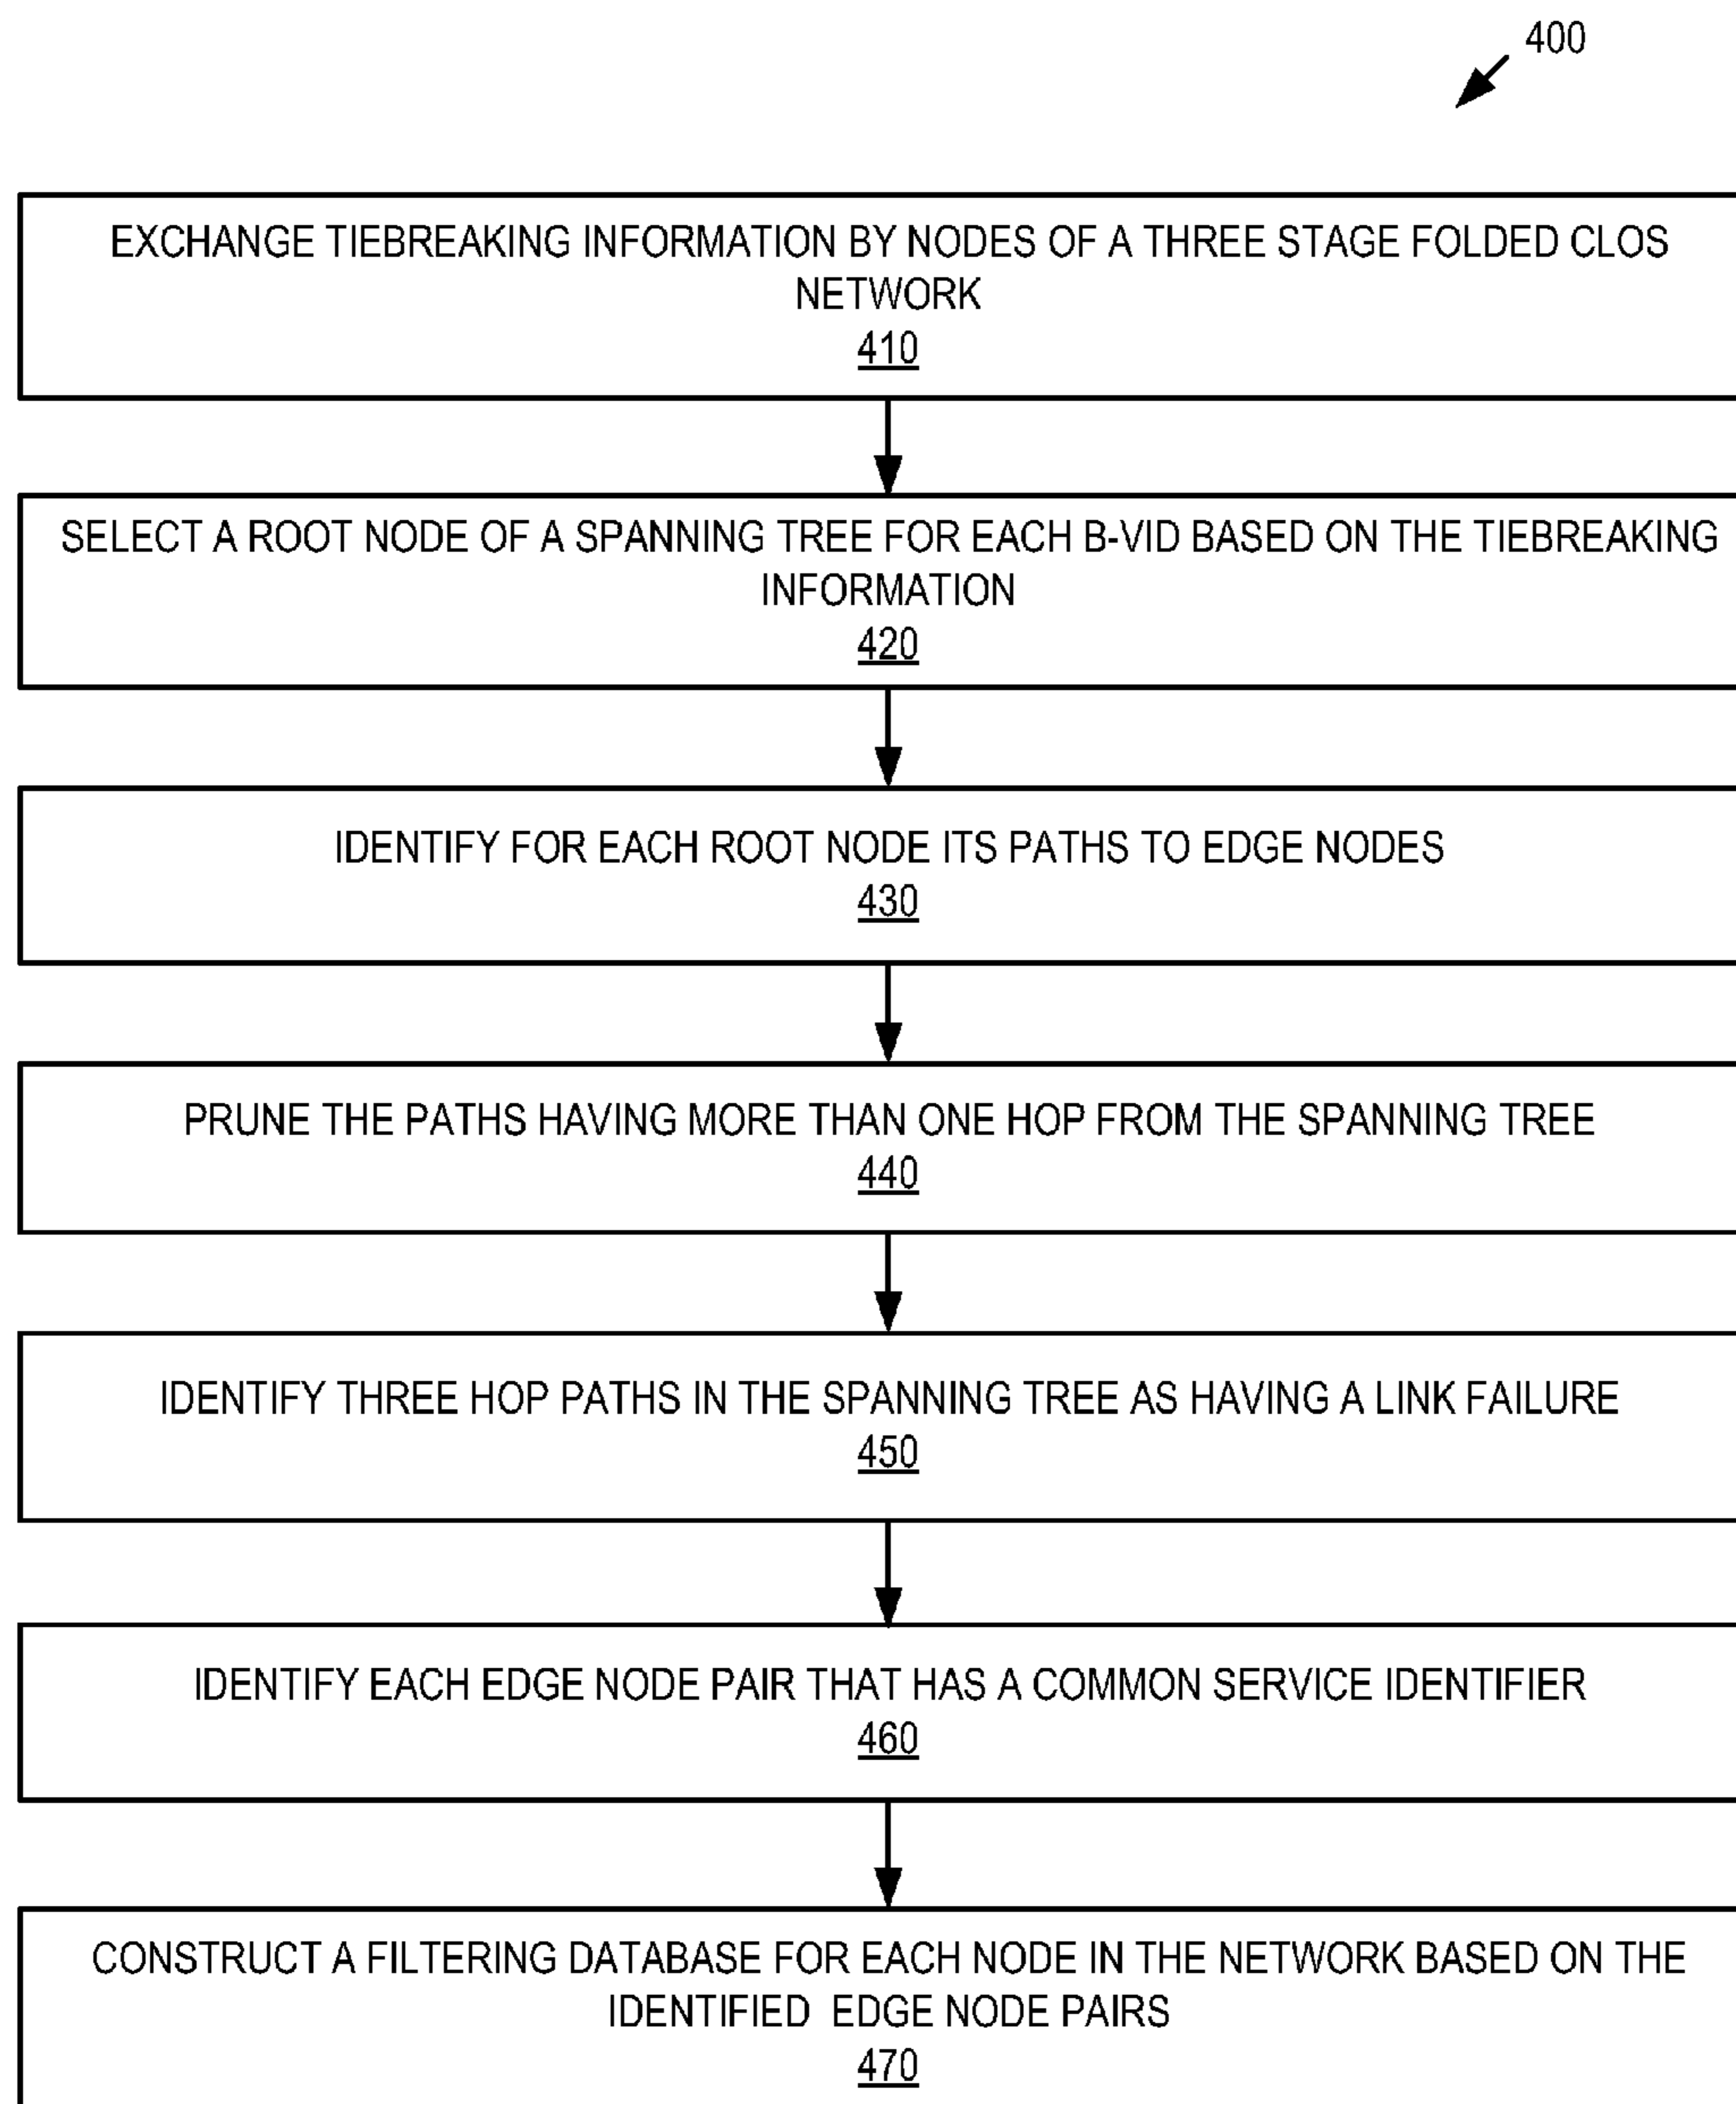 400
EXCHANGE TIEBREAKING INFORMATION BY NODES OF A THREE STAGE FOLDED CLOS
NETWORK
410
SELECT A ROOT NODE OF A SPANNING TREE FOR EACH B-VID BASED ON THE TIEBREAKING
INFORMATION
420
IDENTIFY FOR EACH ROOT NODE ITS PATHS TO EDGE NODES
430
PRUNE THE PATHS HAVING MORE THAN ONE HOP FROM THE SPANNING TREE
440
IDENTIFY THREE HOP PATHS IN THE SPANNING TREE AS HAVING A LINK FAILURE
450
IDENTIFY EACH EDGE NODE PAIR THAT HAS A COMMON SERVICE IDENTIFIER
460
CONSTRUCT A FILTERING DATABASE FOR EACH NODE IN THE NETWORK BASED ON THE
IDENTIFIED EDGE NODE PAIRS
470